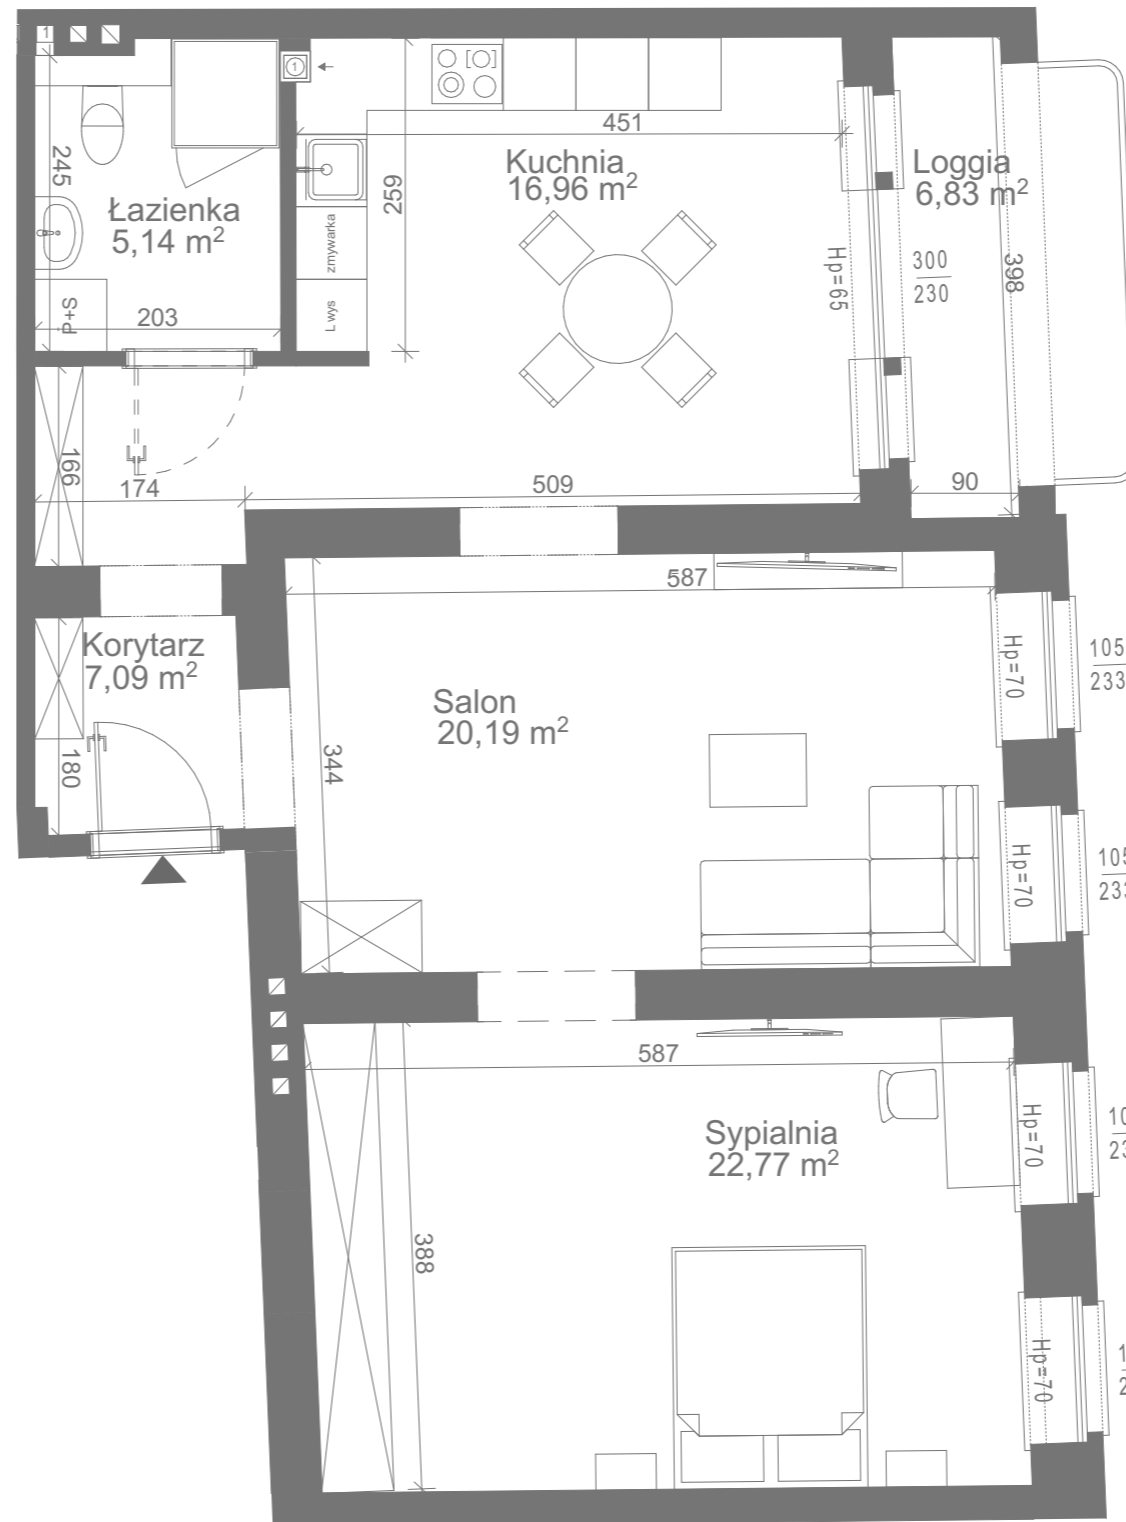 1
1
451
Kuchnia
16,96 m²
Loggia
6,83 m²
245
259
Łazienka
5,14 m²
zmywarka
Hp=65
300
230
398
P+S
L wys
203
166
174
509
90
587
Korytarz
7,09 m²
Hp=70
105
233
Salon
20,19 m²
180
344
105
Hp=70
587
Sypialnia
22,77 m²
Hp=70
388
Hp=70